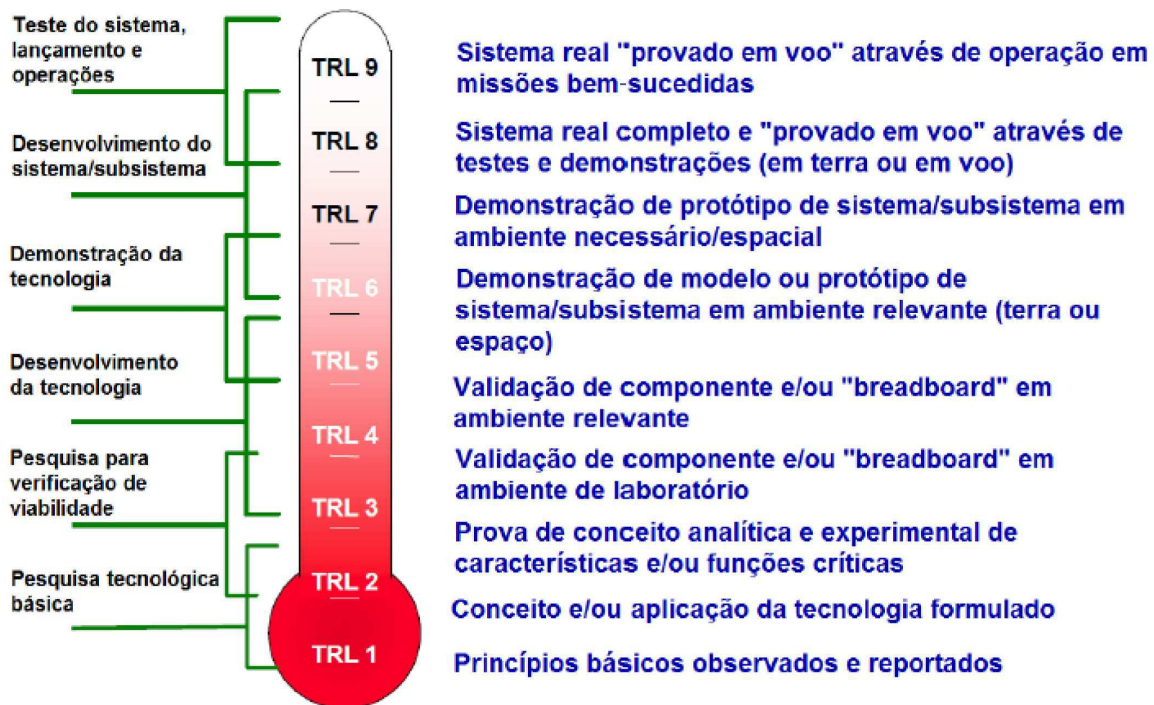 Teste do sistema,
lançamento e
operações
Desenvolvimento do
sistema/subsistema
Demonstração da
tecnologia
Desenvolvimento
da tecnologia
Pesquisa para
verificação de
viabilidade
Pesquisa tecnológica
básica
TRL 9
TRL 8
TRL 7
TRL 6
TRL 5
TRL 4
TRL 3
TRL 2
TRL 1
Sistema real "provado em voo" através de operação em
missões bem-sucedidas
Sistema real completo e "provado em voo" através de
testes e demonstrações (em terra ou em voo)
Demonstração de protótipo de sistema/subsistema em
ambiente necessário/espacial
Demonstração de modelo ou protótipo de
sistema/subsistema em ambiente relevante (terra ou
espaço)
Validação de componente e/ou "breadboard" em
ambiente relevante
Validação de componente e/ou "breadboard" em
ambiente de laboratório
Prova de conceito analítica e experimental de
características e/ou funções críticas
Conceito e/ou aplicação da tecnologia formulado
Princípios básicos observados e reportados